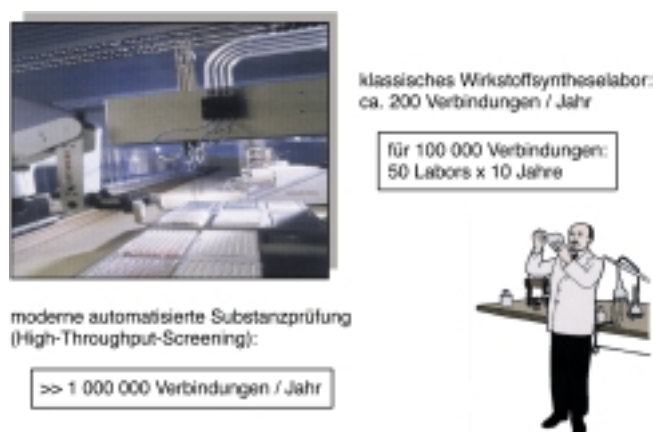 klassisches Wirkstoffsyntheselabor:
ca. 200 Verbindungen / Jahr
für 100 000 Verbindungen:
50 Labors x 10 Jahre
moderne automatisierte Substanzprüfung
(High-Throughput-Screening):
>> 1 000 000 Verbindungen / Jahr